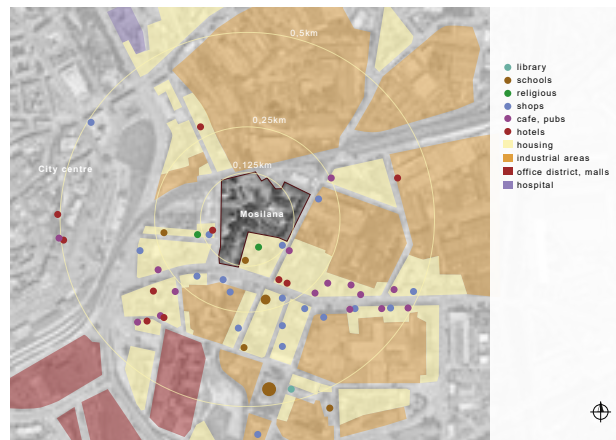 0,5km
0,25km
0,125km
City centre
Mosilana
library
schools
religious
shops
cafe, pubs
hotels
housing
industrial areas
office district, malls
hospital